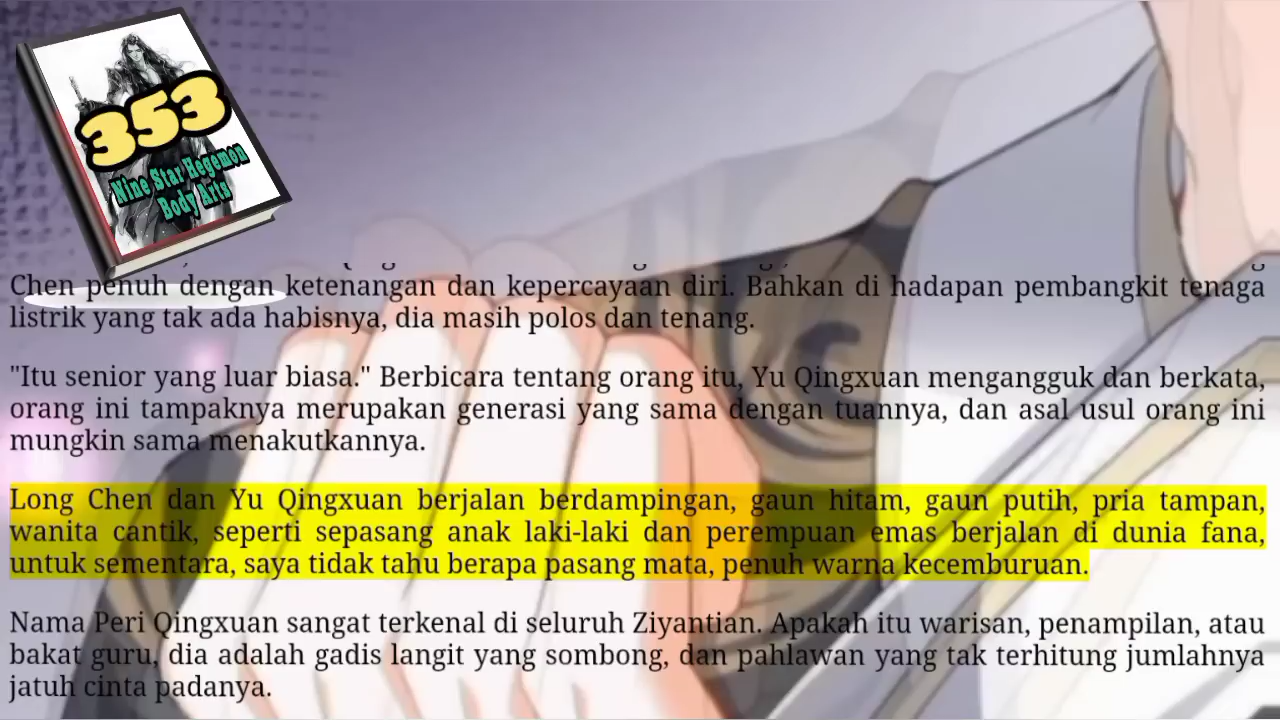 353
Nine Star Hegemon
Body Arts
Chen penuh dengan ketenangan dan kepercayaan diri. Bahkan di hadapan pembangkit tenaga
listrik yang tak ada habisnya, dia masih polos dan tenang.
"Itu senior yang luar biasa." Berbicara tentang orang itu, Yu Qingxuan mengangguk dan berkata,
orang ini tampaknya merupakan generasi yang sama dengan tuannya, dan asal usul orang ini
mungkin sama menakutkannya.
Long Chen dan Yu Qingxuan berjalan berdampingan, gaun hitam, gaun putih, pria tampan,
wanita cantik, seperti sepasang anak laki-laki dan perempuan emas berjalan di dunia fana,
untuk sementara, saya tidak tahu berapa pasang mata, penuh warna kecemburuan.
Nama Peri Qingxuan sangat terkenal di seluruh Ziyantian. Apakah itu warisan, penampilan, atau
bakat guru, dia adalah gadis langit yang sombong, dan pahlawan yang tak terhitung jumlahnya
jatuh cinta padanya.